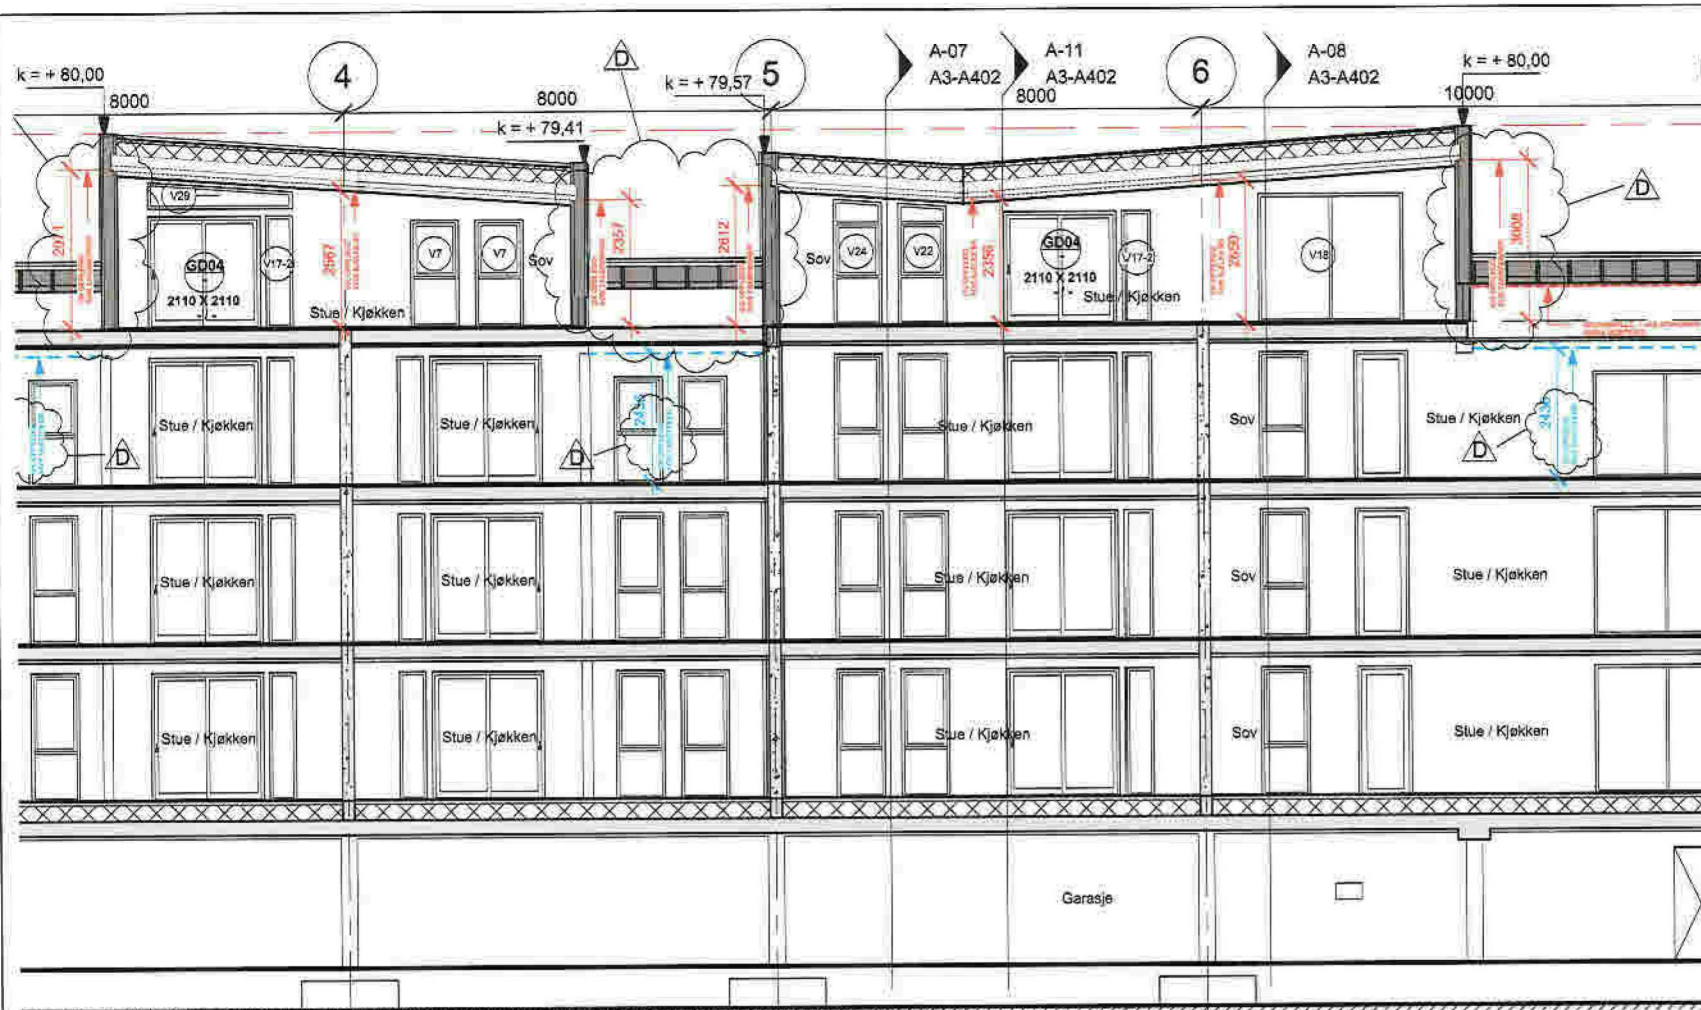 k = + 80,00
8000
4
8000
D
k = + 79,57
5
A-07
A3-A402
A-11
A3-A402
8000
6
A-08
A3-A402
k = + 80,00
10000
k = + 79,41
D
V29
GD04
2110 X 2110
V17-2
Stue / Kjøkken
V7
V7
Sov
2357
2612
Sov
V24
V22
2356
GD04
2110 X 2110
V17-2
Stue / Kjøkken
2650
V18
3008
Stue / Kjøkken
Stue / Kjøkken
Stue / Kjøkken
Sov
Stue / Kjøkken
D
D
D
2436
2436
Stue / Kjøkken
Stue / Kjøkken
Stue / Kjøkken
Sov
Stue / Kjøkken
Stue / Kjøkken
Stue / Kjøkken
Stue / Kjøkken
Sov
Stue / Kjøkken
Garasje